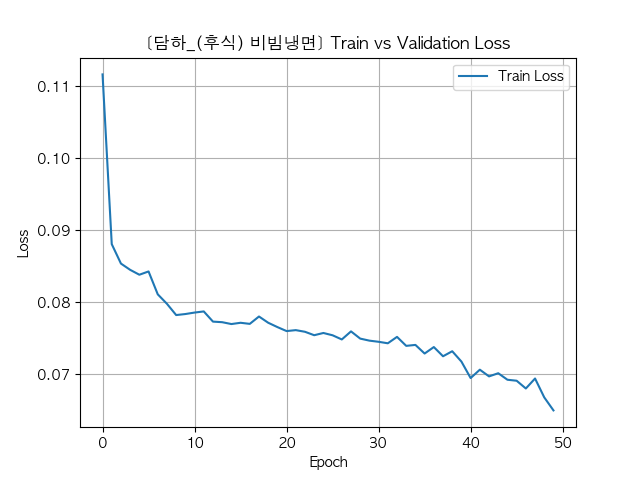 [담하_(후식) 비빔냉면] Train vs Validation Loss
Train Loss
0.11
0.10
0.09
0.08
0.07
Loss
0 10 20 30 40 50
Epoch